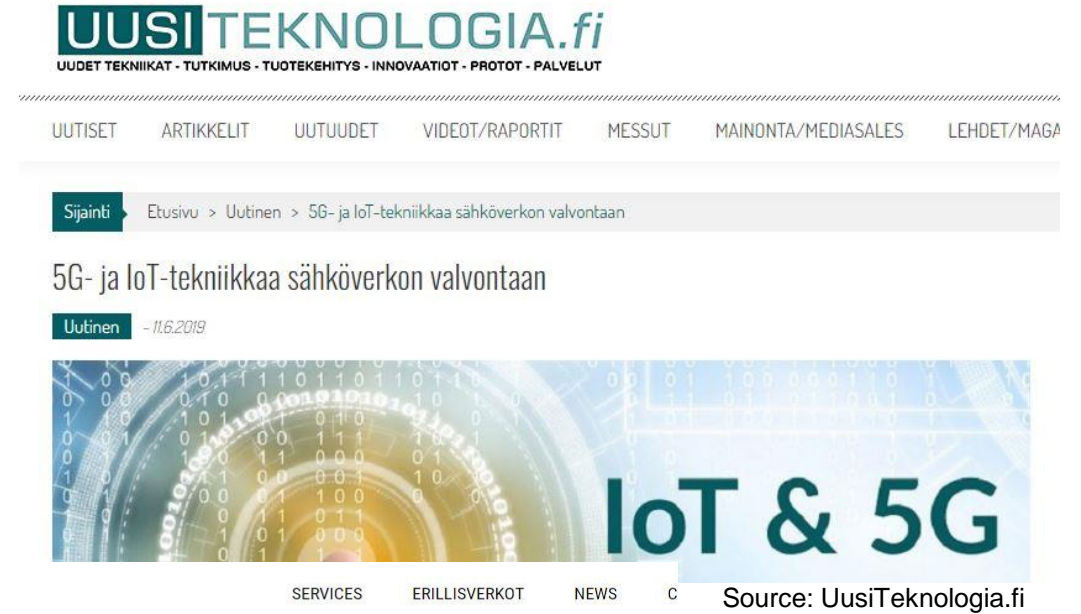 UUSITEKNOLOGIA.fi
UUDET TEKNIIKAT - TUTKIMUS - TUOTEKEHITYS - INNOVAATIOT - PROTOT - PALVELUT
UUTISET ARTIKKELIT UUTUUDET VIDEOT/RAPORTIT MESSUT MAINONTA/MEDIASALES LEHDET/MAGA
Sijainti Etusivu > Uutinen > 5G- ja IoT-tekniikkaa sähköverkon valvontaan
5G- ja IoT-tekniikkaa sähköverkon valvontaan
Uutinen - 11.6.2019
IoT & 5G
SERVICES ERILLISVERKOT NEWS C
Source: UusiTeknologia.fi